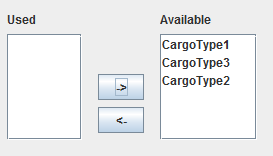 Used
Available
CargoType1
CargoType3
CargoType2
->
<-